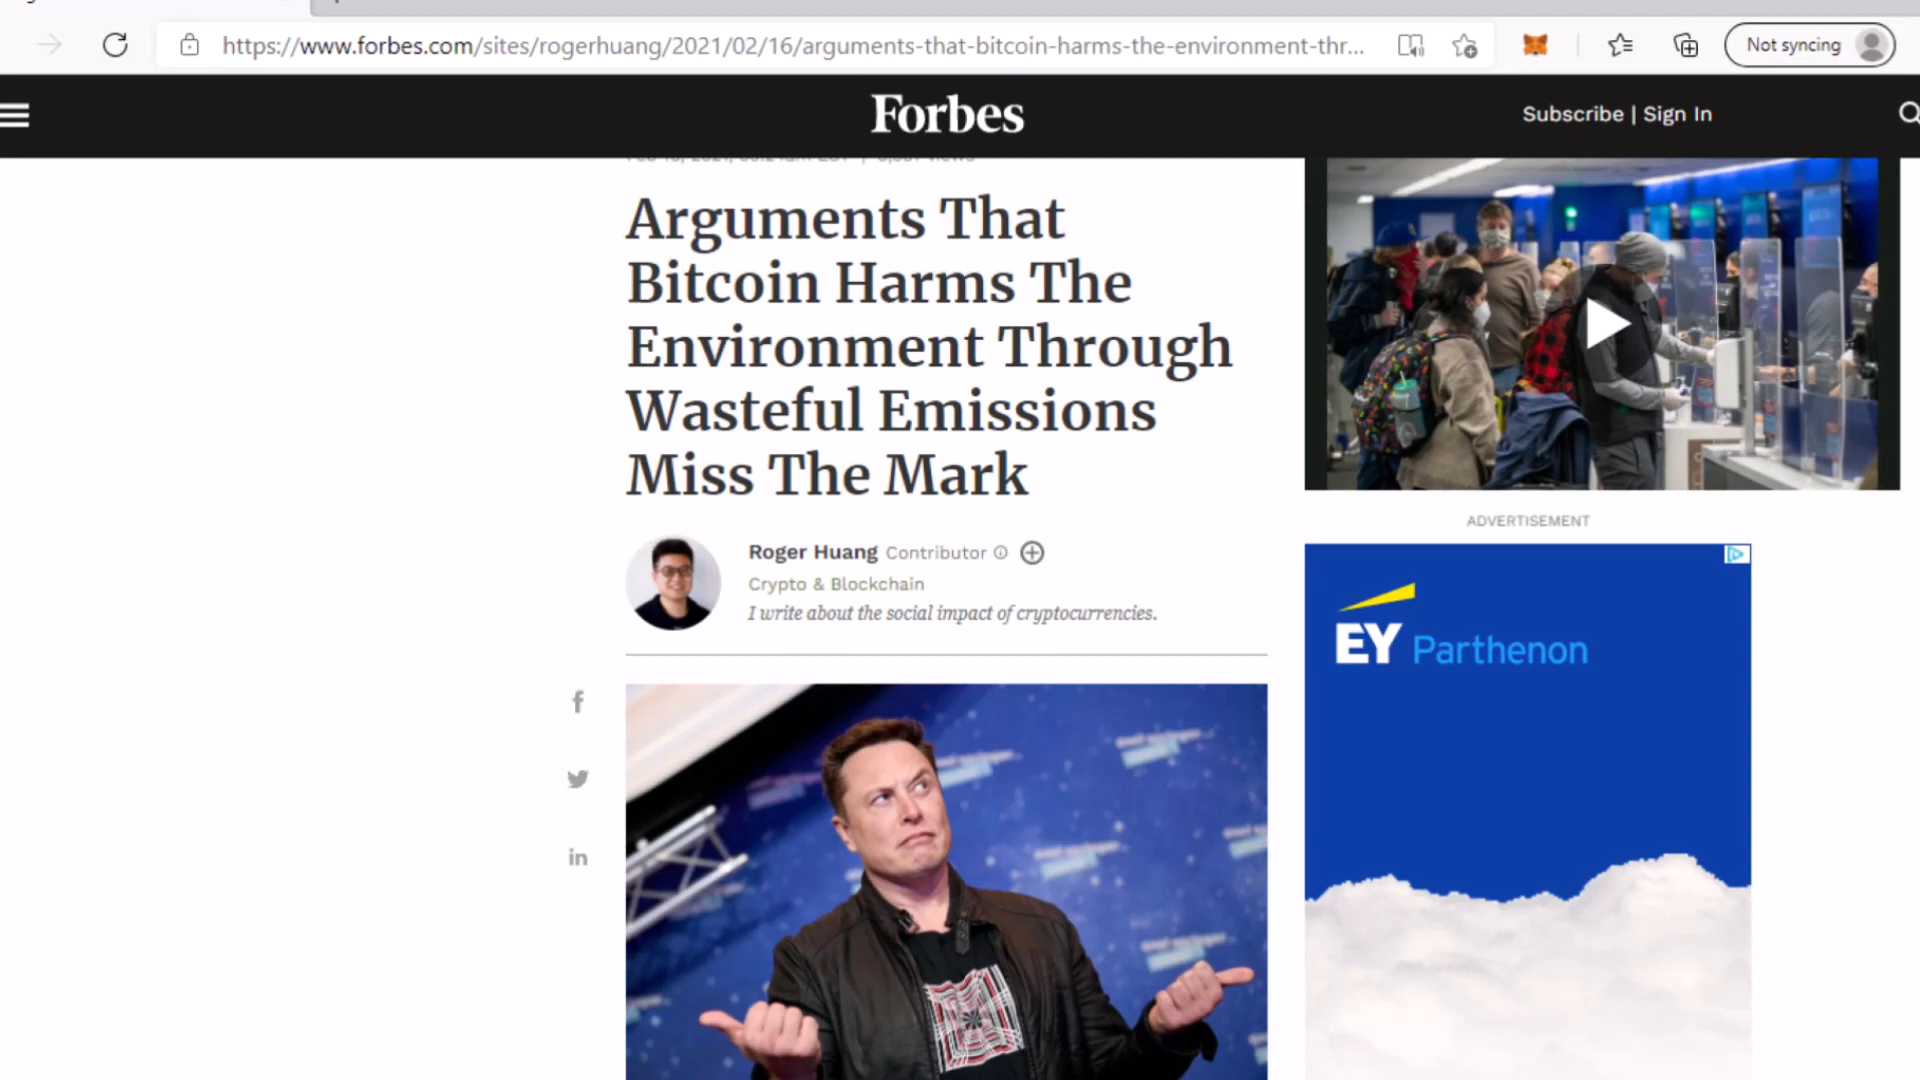 https://www.forbes.com/sites/rogerhuang/2021/02/16/arguments-that-bitcoin-harms-the-environment-thr...
Not syncing
Forbes
Subscribe | Sign In
Arguments That
Bitcoin Harms The
Environment Through
Wasteful Emissions
Miss The Mark
Roger Huang Contributor
Crypto & Blockchain
I write about the social impact of cryptocurrencies.
ADVERTISEMENT
EY Parthenon
f
in